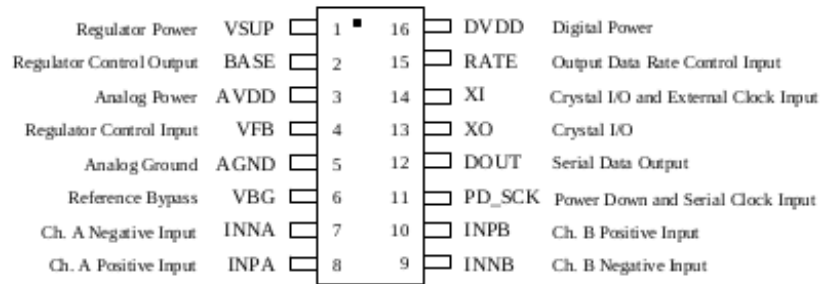 Regulator Power VSUP 1 16 DVDD Digital Power
Regulator Control Output BASE 2 15 RATE Output Data Rate Control Input
Analog Power AVDD 3 14 XI Crystal I/O and External Clock Input
Regulator Control Input VFB 4 13 XO Crystal I/O
Analog Ground AGND 5 12 DOUT Serial Data Output
Reference Bypass VBG 6 11 PD_SCK Power Down and Serial Clock Input
Ch. A Negative Input INNA 7 10 INPB Ch. B Positive Input
Ch. A Positive Input INPA 8 9 INNB Ch. B Negative Input